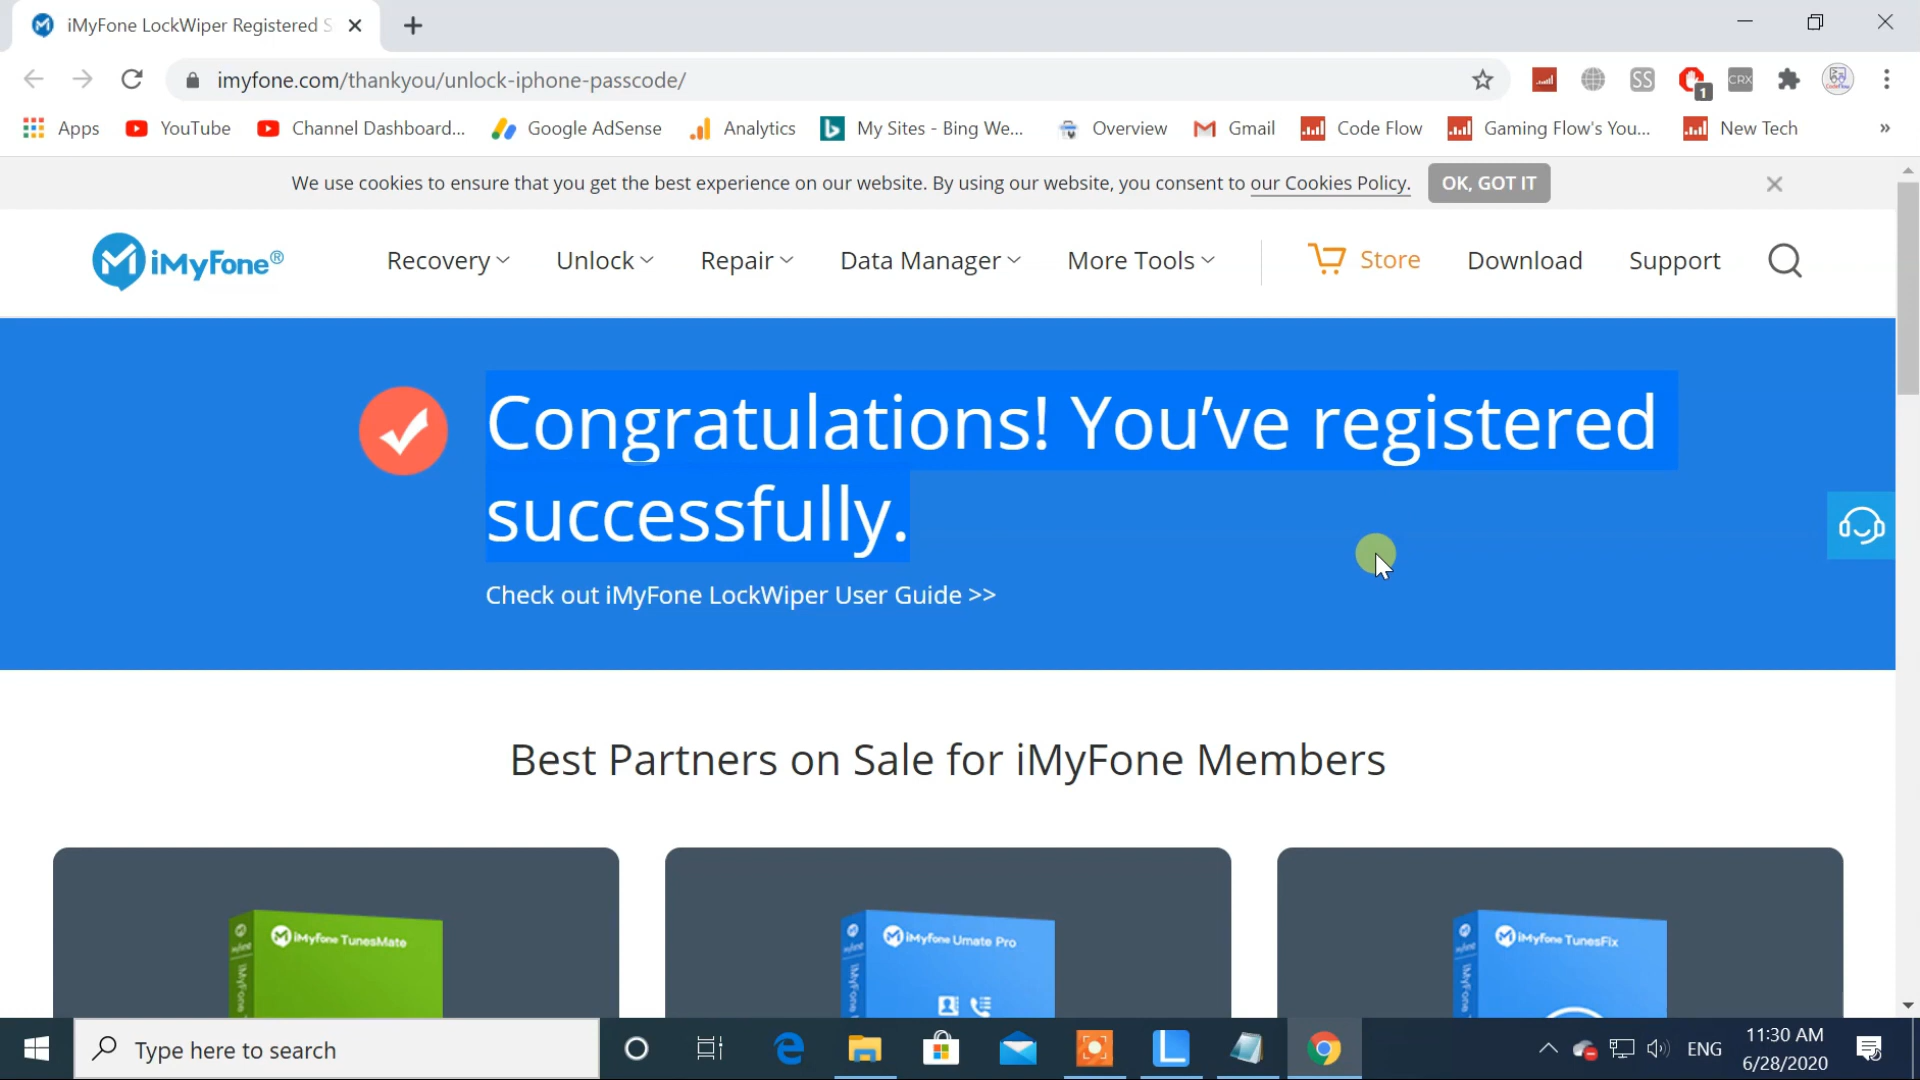 iMyFone LockWiper Registered S
imyfone.com/thankyou/unlock-iphone-passcode/
SS
1
CRX
Apps YouTube Channel Dashboard... Google AdSense Analytics My Sites - Bing We... Overview Gmail Code Flow Gaming Flow's You... New Tech »
We use cookies to ensure that you get the best experience on our website. By using our website, you consent to our Cookies Policy. OK, GOT IT
iMyFone® Recovery Unlock Repair Data Manager More Tools Store Download Support
Congratulations! You’ve registered
successfully.
Check out iMyFone LockWiper User Guide >>
Best Partners on Sale for iMyFone Members
iMyFone TunesMate
iMyFone Umate Pro
iMyFone TunesFix
Type here to search
ENG
11:30 AM
6/28/2020